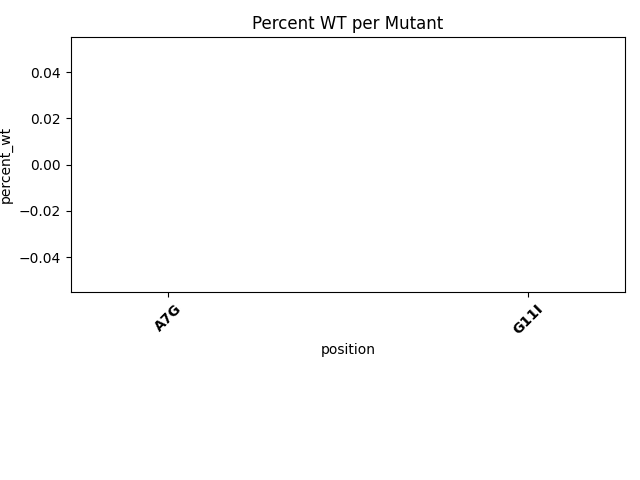 Percent WT per Mutant
percent_wt
0.04
0.02
0.00
−0.02
−0.04
A7G
G11I
position